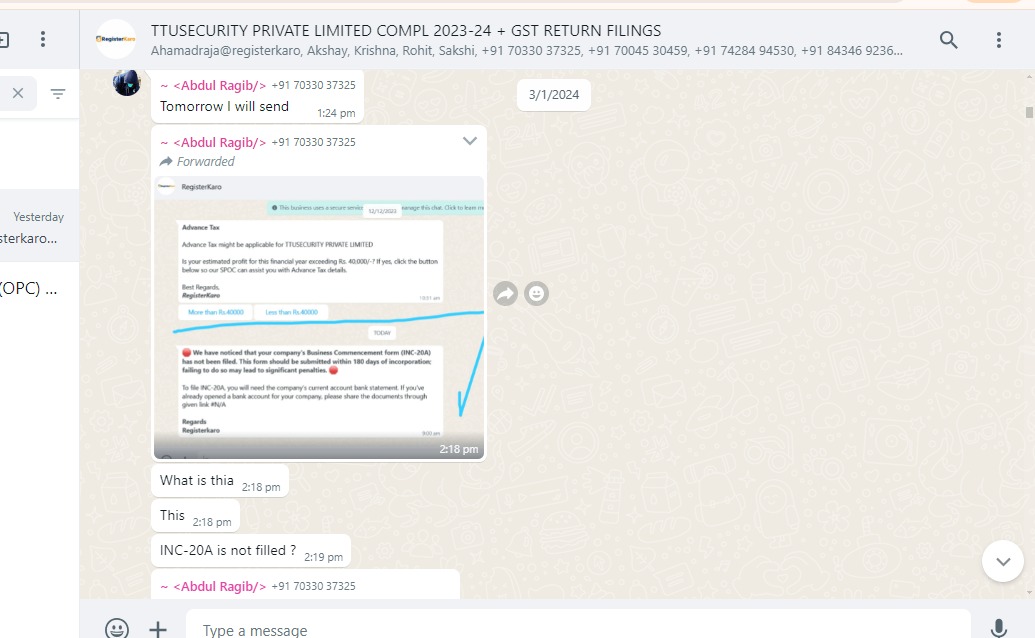 TTUSECURITY PRIVATE LIMITED COMPL 2023-24 + GST RETURN FILINGS
Ahamadraja@registerkaro, Akshay, Krishna, Rohit, Sakshi, +91 70330 37325, +91 70045 30459, +91 74284 94530, +91 84346 9236...
RegisterKaro
3/1/2024
~ <Abdul Ragib/> +91 70330 37325
Tomorrow I will send
1:24 pm
~ <Abdul Ragib/> +91 70330 37325
Forwarded
RegisterKaro
This business uses a secure servic
12/12/2023
anage this chat. Click to learn m
Advance Tax
Advance Tax might be applicable for TTUSECURITY PRIVATE LIMITED
Is your estimated profit for this financial year exceeding Rs. 40,000/-? If yes, click the button
below so our SPOC can assist you with Advance Tax details.
Best Regards,
RegisterKaro
10:51 am
More than Rs.40000
Less than Rs.40000
TODAY
We have noticed that your company's Business Commencement form (INC-20A)
has not been filed. This form should be submitted within 180 days of incorporation;
failing to do so may lead to significant penalties.
To file INC-20A, you will need the company's current account bank statement. If you've
already opened a bank account for your company, please share the documents through
given link #N/A
Regards
Registerkaro
9:00 am
2:18 pm
What is thia
2:18 pm
This
2:18 pm
INC-20A is not filled ?
2:19 pm
~ <Abdul Ragib/> +91 70330 37325
Yesterday
sterkaro...
(OPC) ...
Type a message